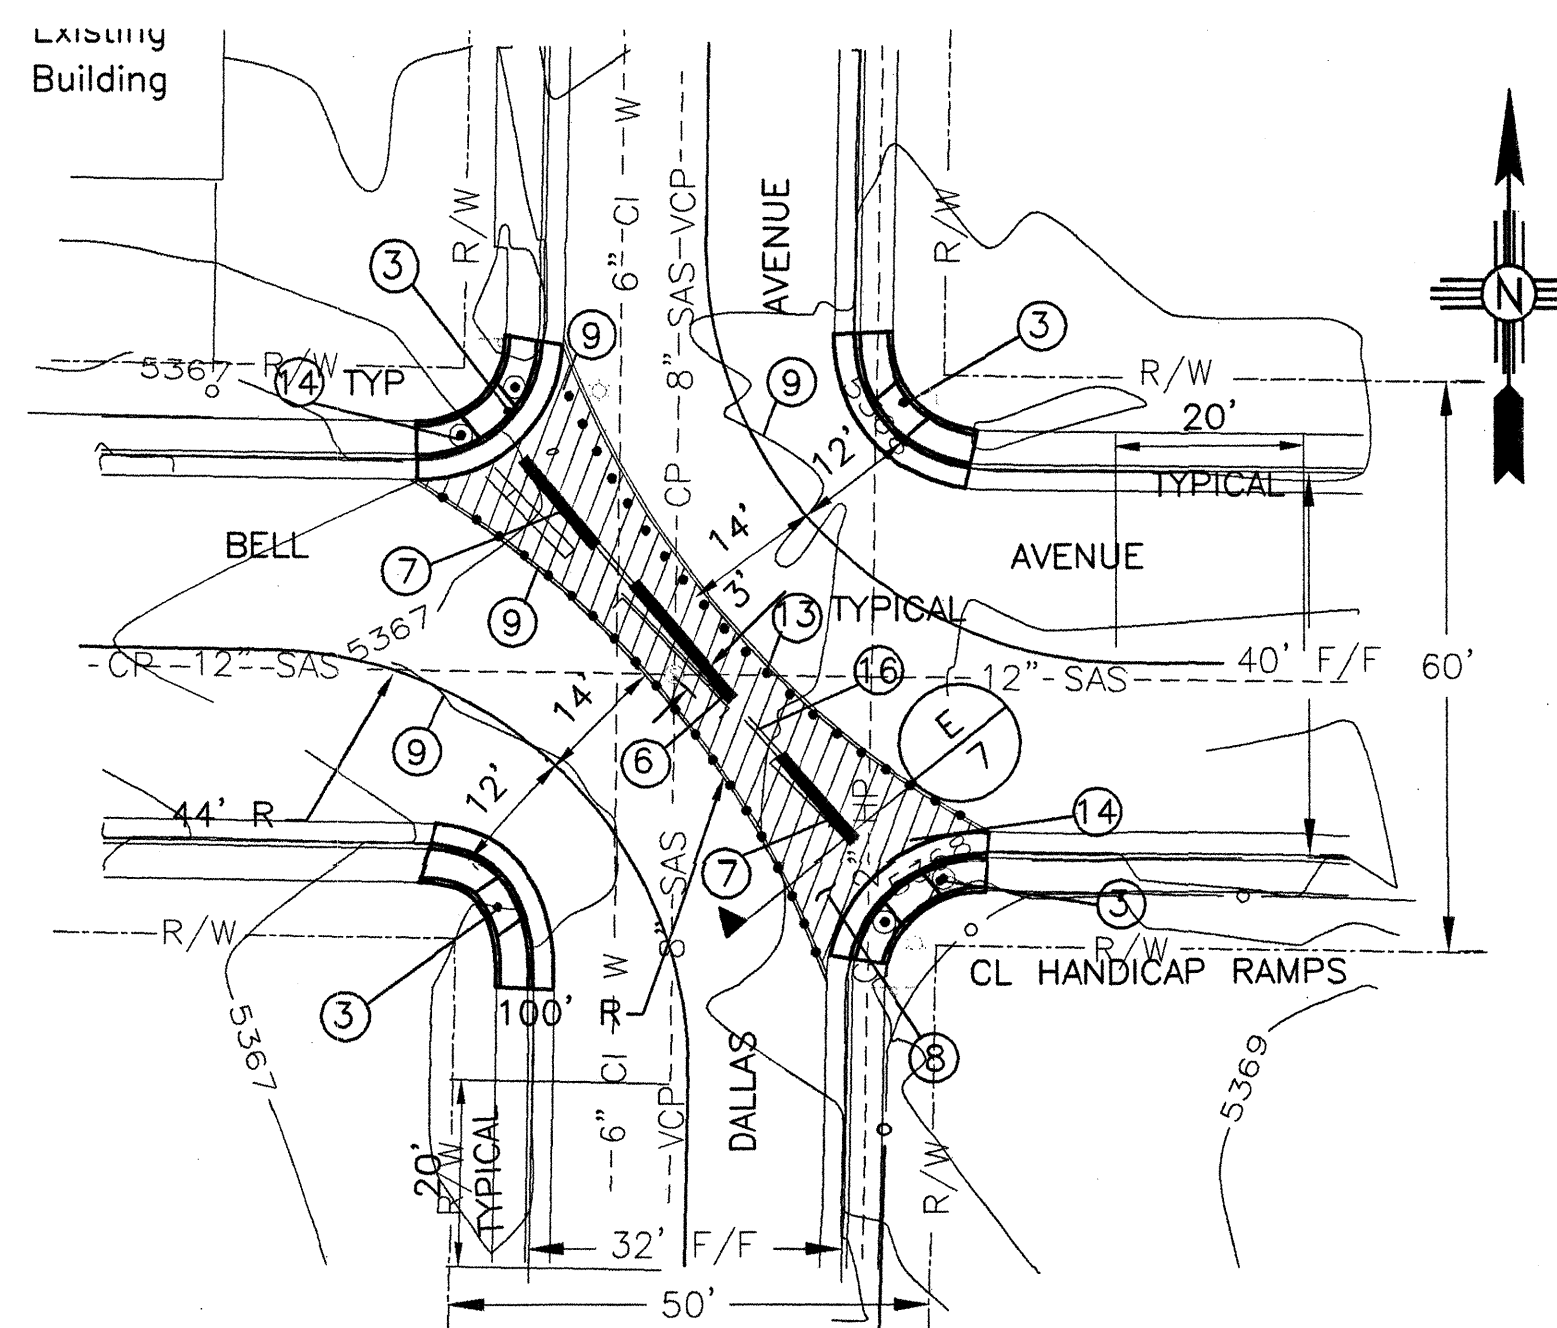 Existing
Building
R/W
6" CI
W
CP 8"-SAS-VCP
AVENUE
R/W
N
3
9
3
5367
R/W
14 TYP
9
R/W
20'
12'
TYPICAL
BELL
7
14'
AVENUE
3'
9
5367
13 TYPICAL
CP 12" SAS
16
12" SAS
40' F/F
60'
14'
9
6
E
7
12'
44' R
14
7
8" SAS
5368
3
R/W
W
R/W
CL HANDICAP RAMPS
3
100' R
8
5367
CI
DALLAS
5369
6"
VCP
20'
TYPICAL
R/W
R/W
32' F/F
50'